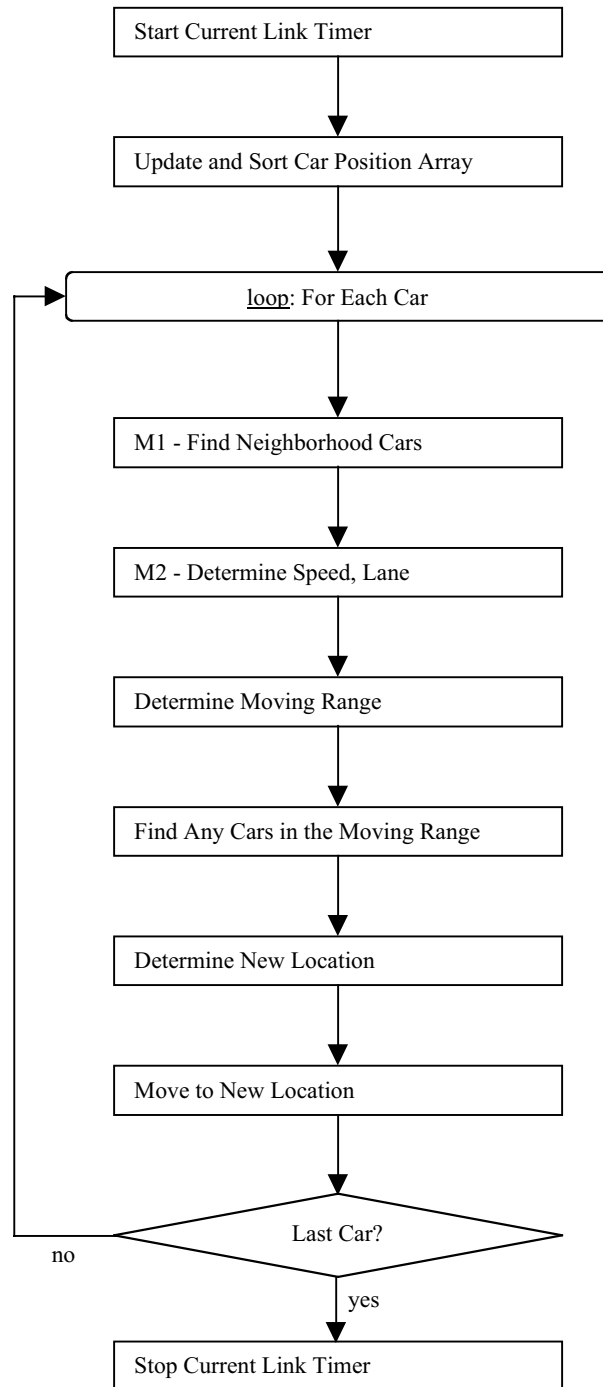 Start Current Link Timer
Update and Sort Car Position Array
loop: For Each Car
M1 - Find Neighborhood Cars
M2 - Determine Speed, Lane
Determine Moving Range
Find Any Cars in the Moving Range
Determine New Location
Move to New Location
Last Car?
no
yes
Stop Current Link Timer